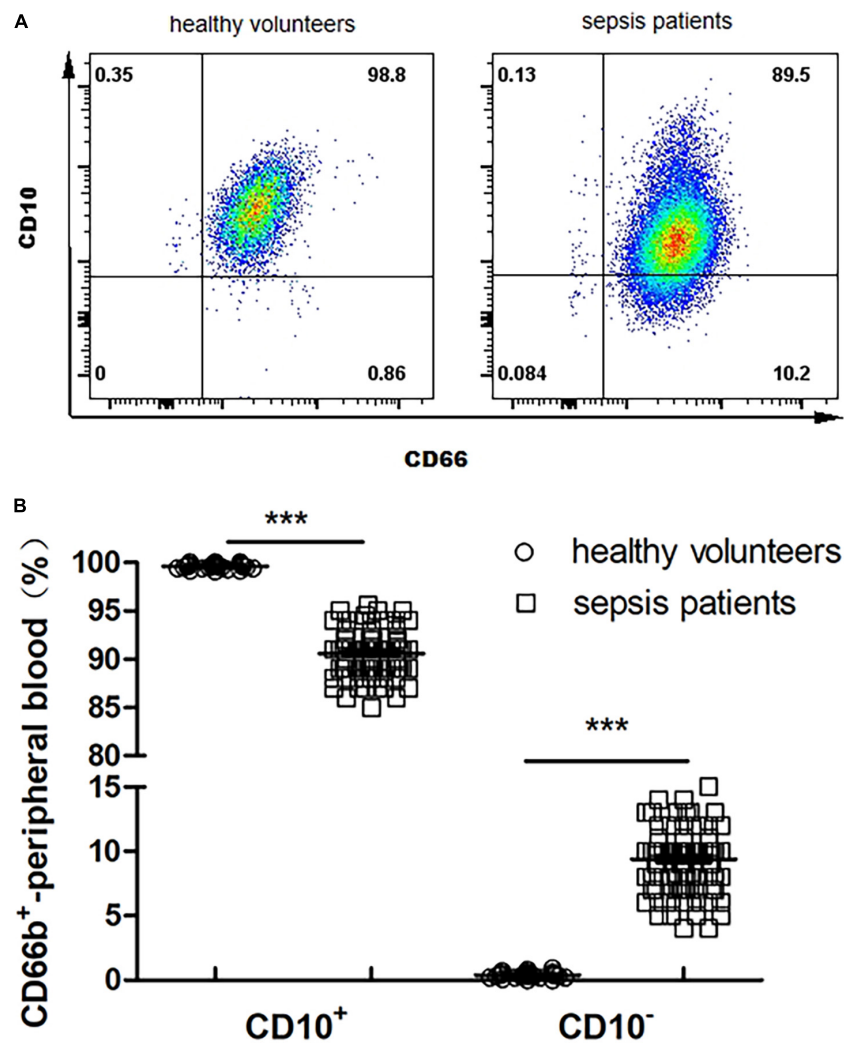 A
healthy volunteers
sepsis patients
0.35
98.8
0.13
89.5
CD10
0
0.86
0.084
10.2
CD66
B
***
healthy volunteers
sepsis patients
CD66b⁺-peripheral blood（%）
100
95
90
85
80
***
15
10
5
0
CD10⁺
CD10⁻